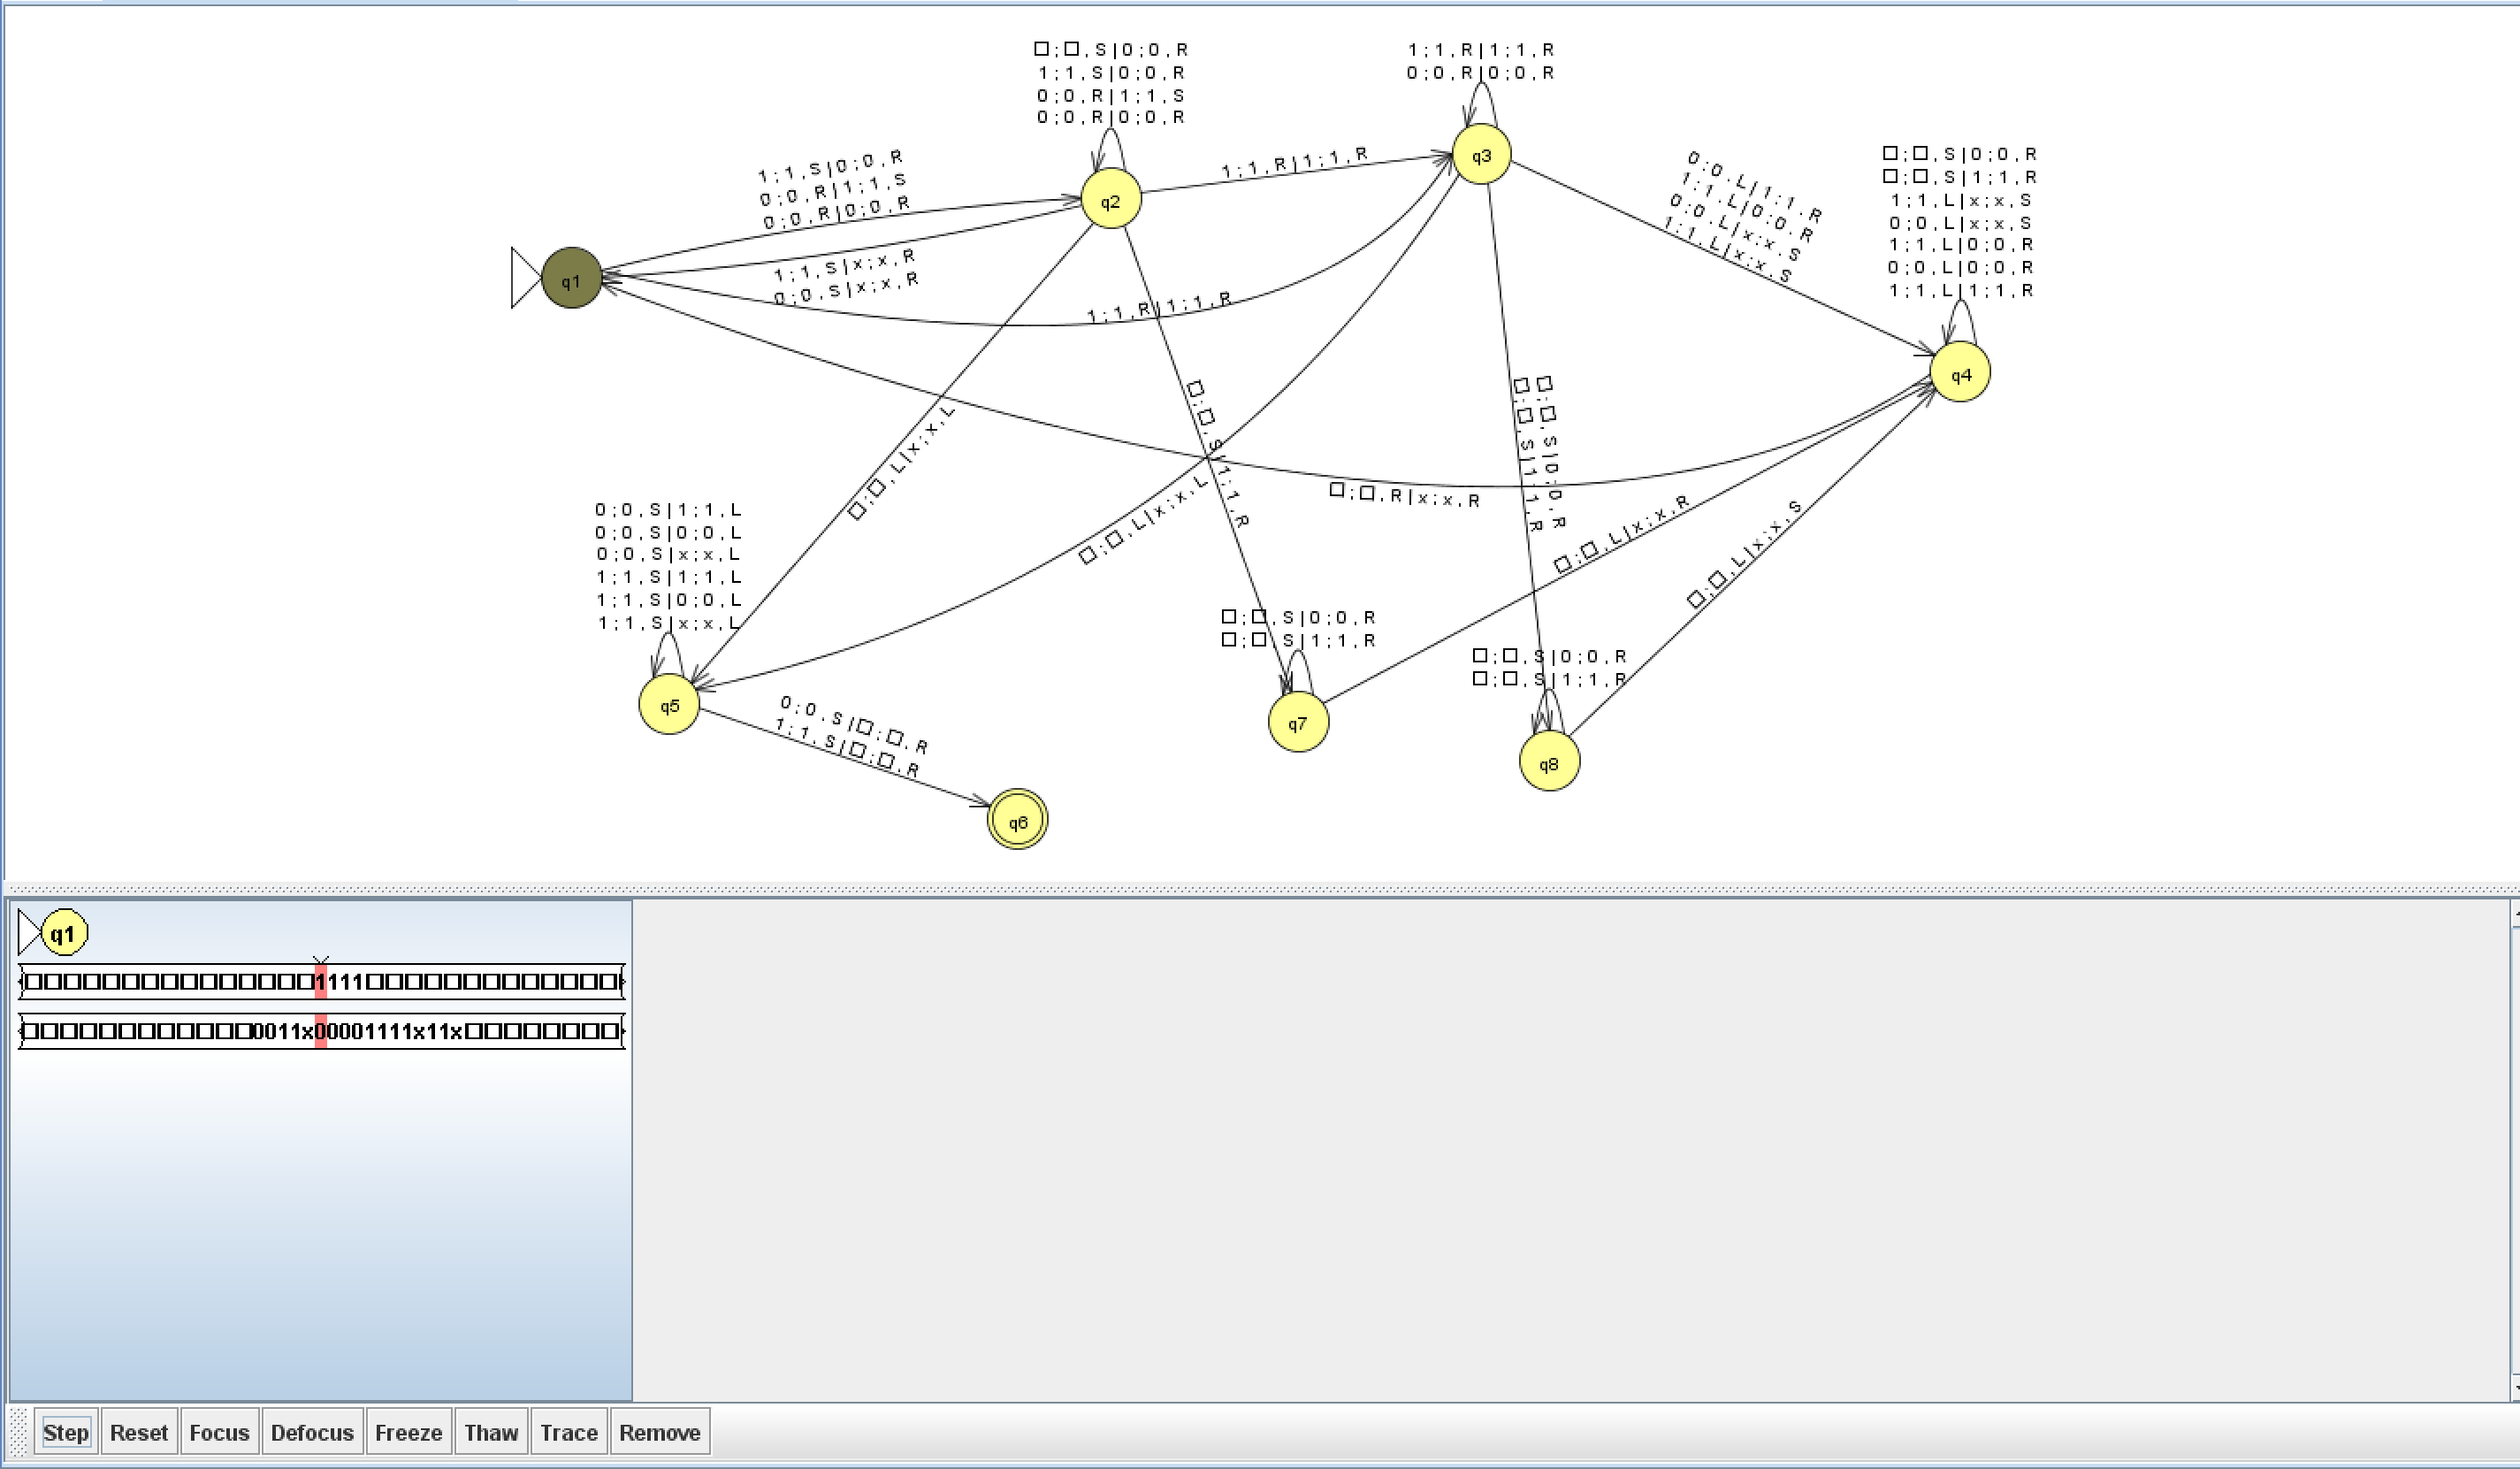 □;□,S|0;0,R
1;1,S|0;0,R
0;0,R|1;1,S
0;0,R|0;0,R
1;1,R|1;1,R
0;0,R|0;0,R
1;1,S|0;0,R
0;0,R|1;1,S
0;0,R|0;0,R
1;1,R|1;1,R
q3
0;0,L|1;1,R
1;1,L|0;0,R
0;0,L|x;x,S
1;1,L|x;x,S
□;□,S|0;0,R
□;□,S|1;1,R
1;1,L|x;x,S
0;0,L|x;x,S
1;1,L|0;0,R
0;0,L|0;0,R
1;1,L|1;1,R
q2
q1
1;1,S|x;x,R
0;0,S|x;x,R
1;1,R|1;1,R
q4
□;□,L|x;x,L
□;□,S|1;1,R
□;□,S|0;0,R
□;□,S|1;1,R
□;□,R|x;x,R
□;□,L|x;x,L
□;□,L|x;x,R
□;□,L|x;x,S
0;0,S|1;1,L
0;0,S|0;0,L
0;0,S|x;x,L
1;1,S|1;1,L
1;1,S|0;0,L
1;1,S|x;x,L
□;□,S|0;0,R
□;□,S|1;1,R
□;□,S|0;0,R
□;□,S|1;1,R
q5
0;0,S|□;□,R
1;1,S|□;□,R
q7
q8
q6
q1
□□□□□□□□□□□□□□□1111□□□□□□□□□□□□□
□□□□□□□□□□□□0011x00001111x11x□□□□□□□□
Step Reset Focus Defocus Freeze Thaw Trace Remove